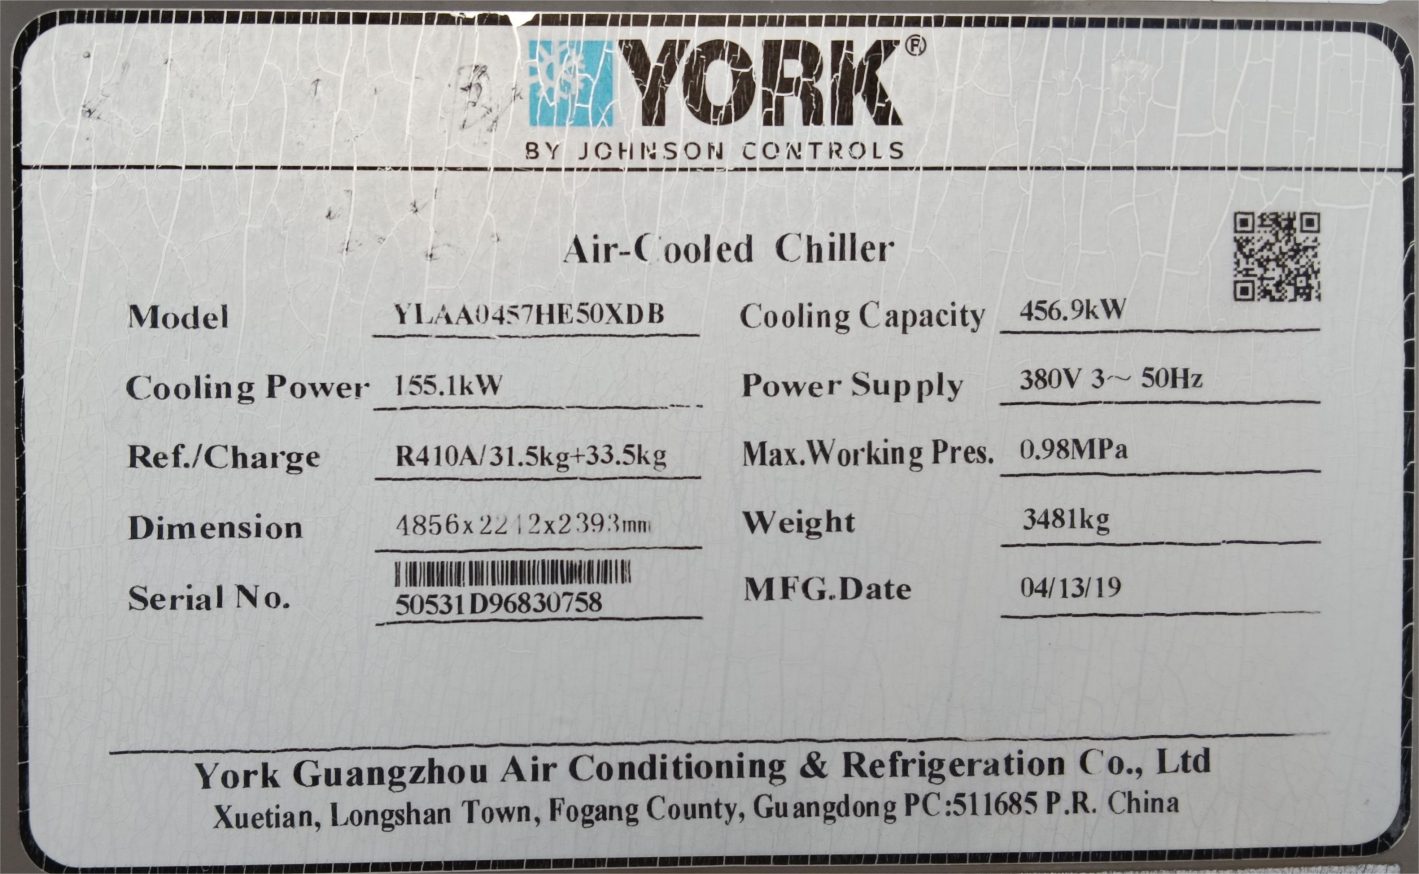 YORK®
BY JOHNSON CONTROLS
Air-Cooled Chiller
Model YLAA0457HE50XDB Cooling Capacity 456.9kW
Cooling Power 155.1kW Power Supply 380V 3~ 50Hz
Ref./Charge R410A/31.5kg+33.5kg Max.Working Pres. 0.98MPa
Dimension 4856x2242x2393mm Weight 3481kg
Serial No. 50531D96830758 MFG.Date 04/13/19
York Guangzhou Air Conditioning & Refrigeration Co., Ltd
Xuetian, Longshan Town, Fogang County, Guangdong PC:511685 P.R. China